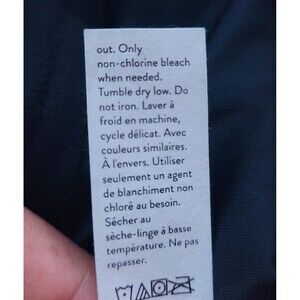 out. Only
non-chlorine bleach
when needed.
Tumble dry low. Do
not iron. Laver à
froid en machine,
cycle délicat. Avec
couleurs similaires.
À l'envers. Utiliser
seulement un agent
de blanchiment non
chloré au besoin.
Sécher au
sèche-linge à basse
température. Ne pas
repasser.